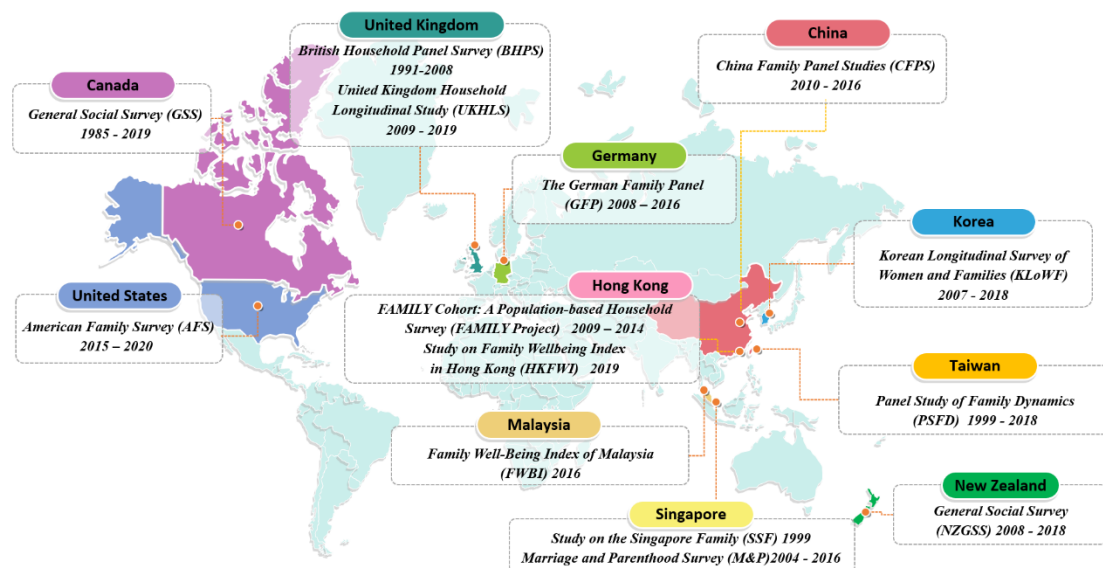 United Kingdom
British Household Panel Survey (BHPS)
1991-2008
United Kingdom Household
Longitudinal Study (UKHLS)
2009 - 2019
China
China Family Panel Studies (CFPS)
2010 - 2016
Canada
General Social Survey (GSS)
1985 - 2019
Germany
The German Family Panel
(GFP) 2008 – 2016
Korea
Korean Longitudinal Survey of
Women and Families (KLoWF)
2007 - 2018
United States
American Family Survey (AFS)
2015 – 2020
Hong Kong
FAMILY Cohort: A Population-based Household
Survey (FAMILY Project) 2009 – 2014
Study on Family Wellbeing Index
in Hong Kong (HKFWI) 2019
Taiwan
Panel Study of Family Dynamics
(PSFD) 1999 - 2018
Malaysia
Family Well-Being Index of Malaysia
(FWBI) 2016
New Zealand
General Social Survey
(NZGSS) 2008 - 2018
Singapore
Study on the Singapore Family (SSF) 1999
Marriage and Parenthood Survey (M&P)2004 - 2016